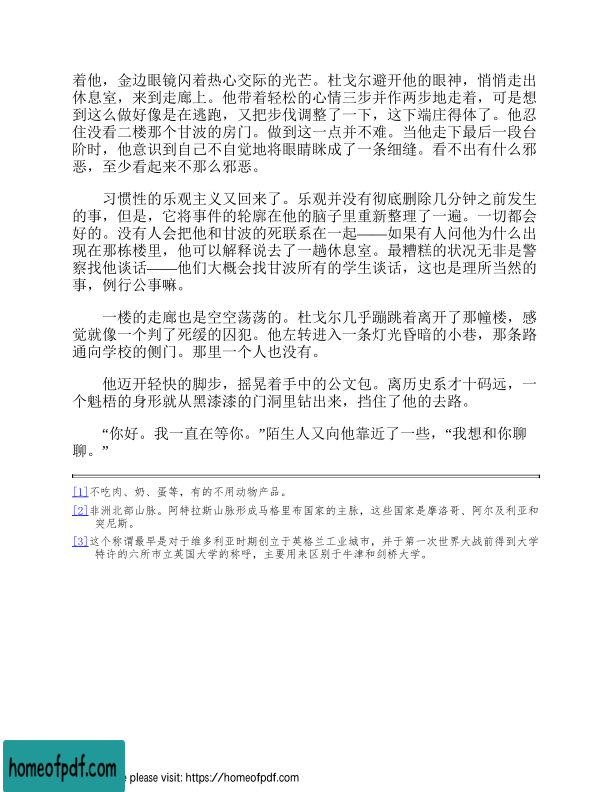 着他，金边眼镜闪着热心交际的光芒。杜戈尔避开他的眼神，悄悄走出
休息室，来到走廊上。他带着轻松的心情三步并作两步地走着，可是想
到这么做好像是在逃跑，又把步伐调整了一下，这下端庄得体了。他忍
住没看二楼那个甘波的房门。做到这一点并不难。当他走下最后一段台
阶时，他意识到自己不自觉地将眼睛眯成了一条细缝。看不出有什么邪
恶，至少看起来不那么邪恶。
习惯性的乐观主义又回来了。乐观并没有彻底删除几分钟之前发生
的事，但是，它将事件的轮廓在他的脑子里重新整理了一遍。一切都会
好的。没有人会把他和甘波的死联系在一起——如果有人问他为什么出
现在那栋楼里，他可以解释说去了一趟休息室。最糟糕的状况无非是警
察找他谈话——他们大概会找甘波所有的学生谈话，这也是理所当然的
事，例行公事嘛。
一楼的走廊也是空空荡荡的。杜戈尔几乎蹦跳着离开了那幢楼，感
觉就像一个判了死缓的囚犯。他左转进入一条灯光昏暗的小巷，那条路
通向学校的侧门。那里一个人也没有。
他迈开轻快的脚步，摇晃着手中的公文包。离历史系才十码远，一
个魁梧的身形就从黑漆漆的门洞里钻出来，挡住了他的去路。
“你好。我一直在等你。”陌生人又向他靠近了一些，“我想和你聊
聊。”
[1]不吃肉、奶、蛋等，有的不用动物产品。
[2]非洲北部山脉。阿特拉斯山脉形成马格里布国家的主脉，这些国家是摩洛哥、阿尔及利亚和
突尼斯。
[3]这个称谓最早是对于维多利亚时期创立于英格兰工业城市，并于第一次世界大战前得到大学
特许的六所市立英国大学的称呼，主要用来区别于牛津和剑桥大学。
homeofpdf.com
e please visit: https://homeofpdf.com